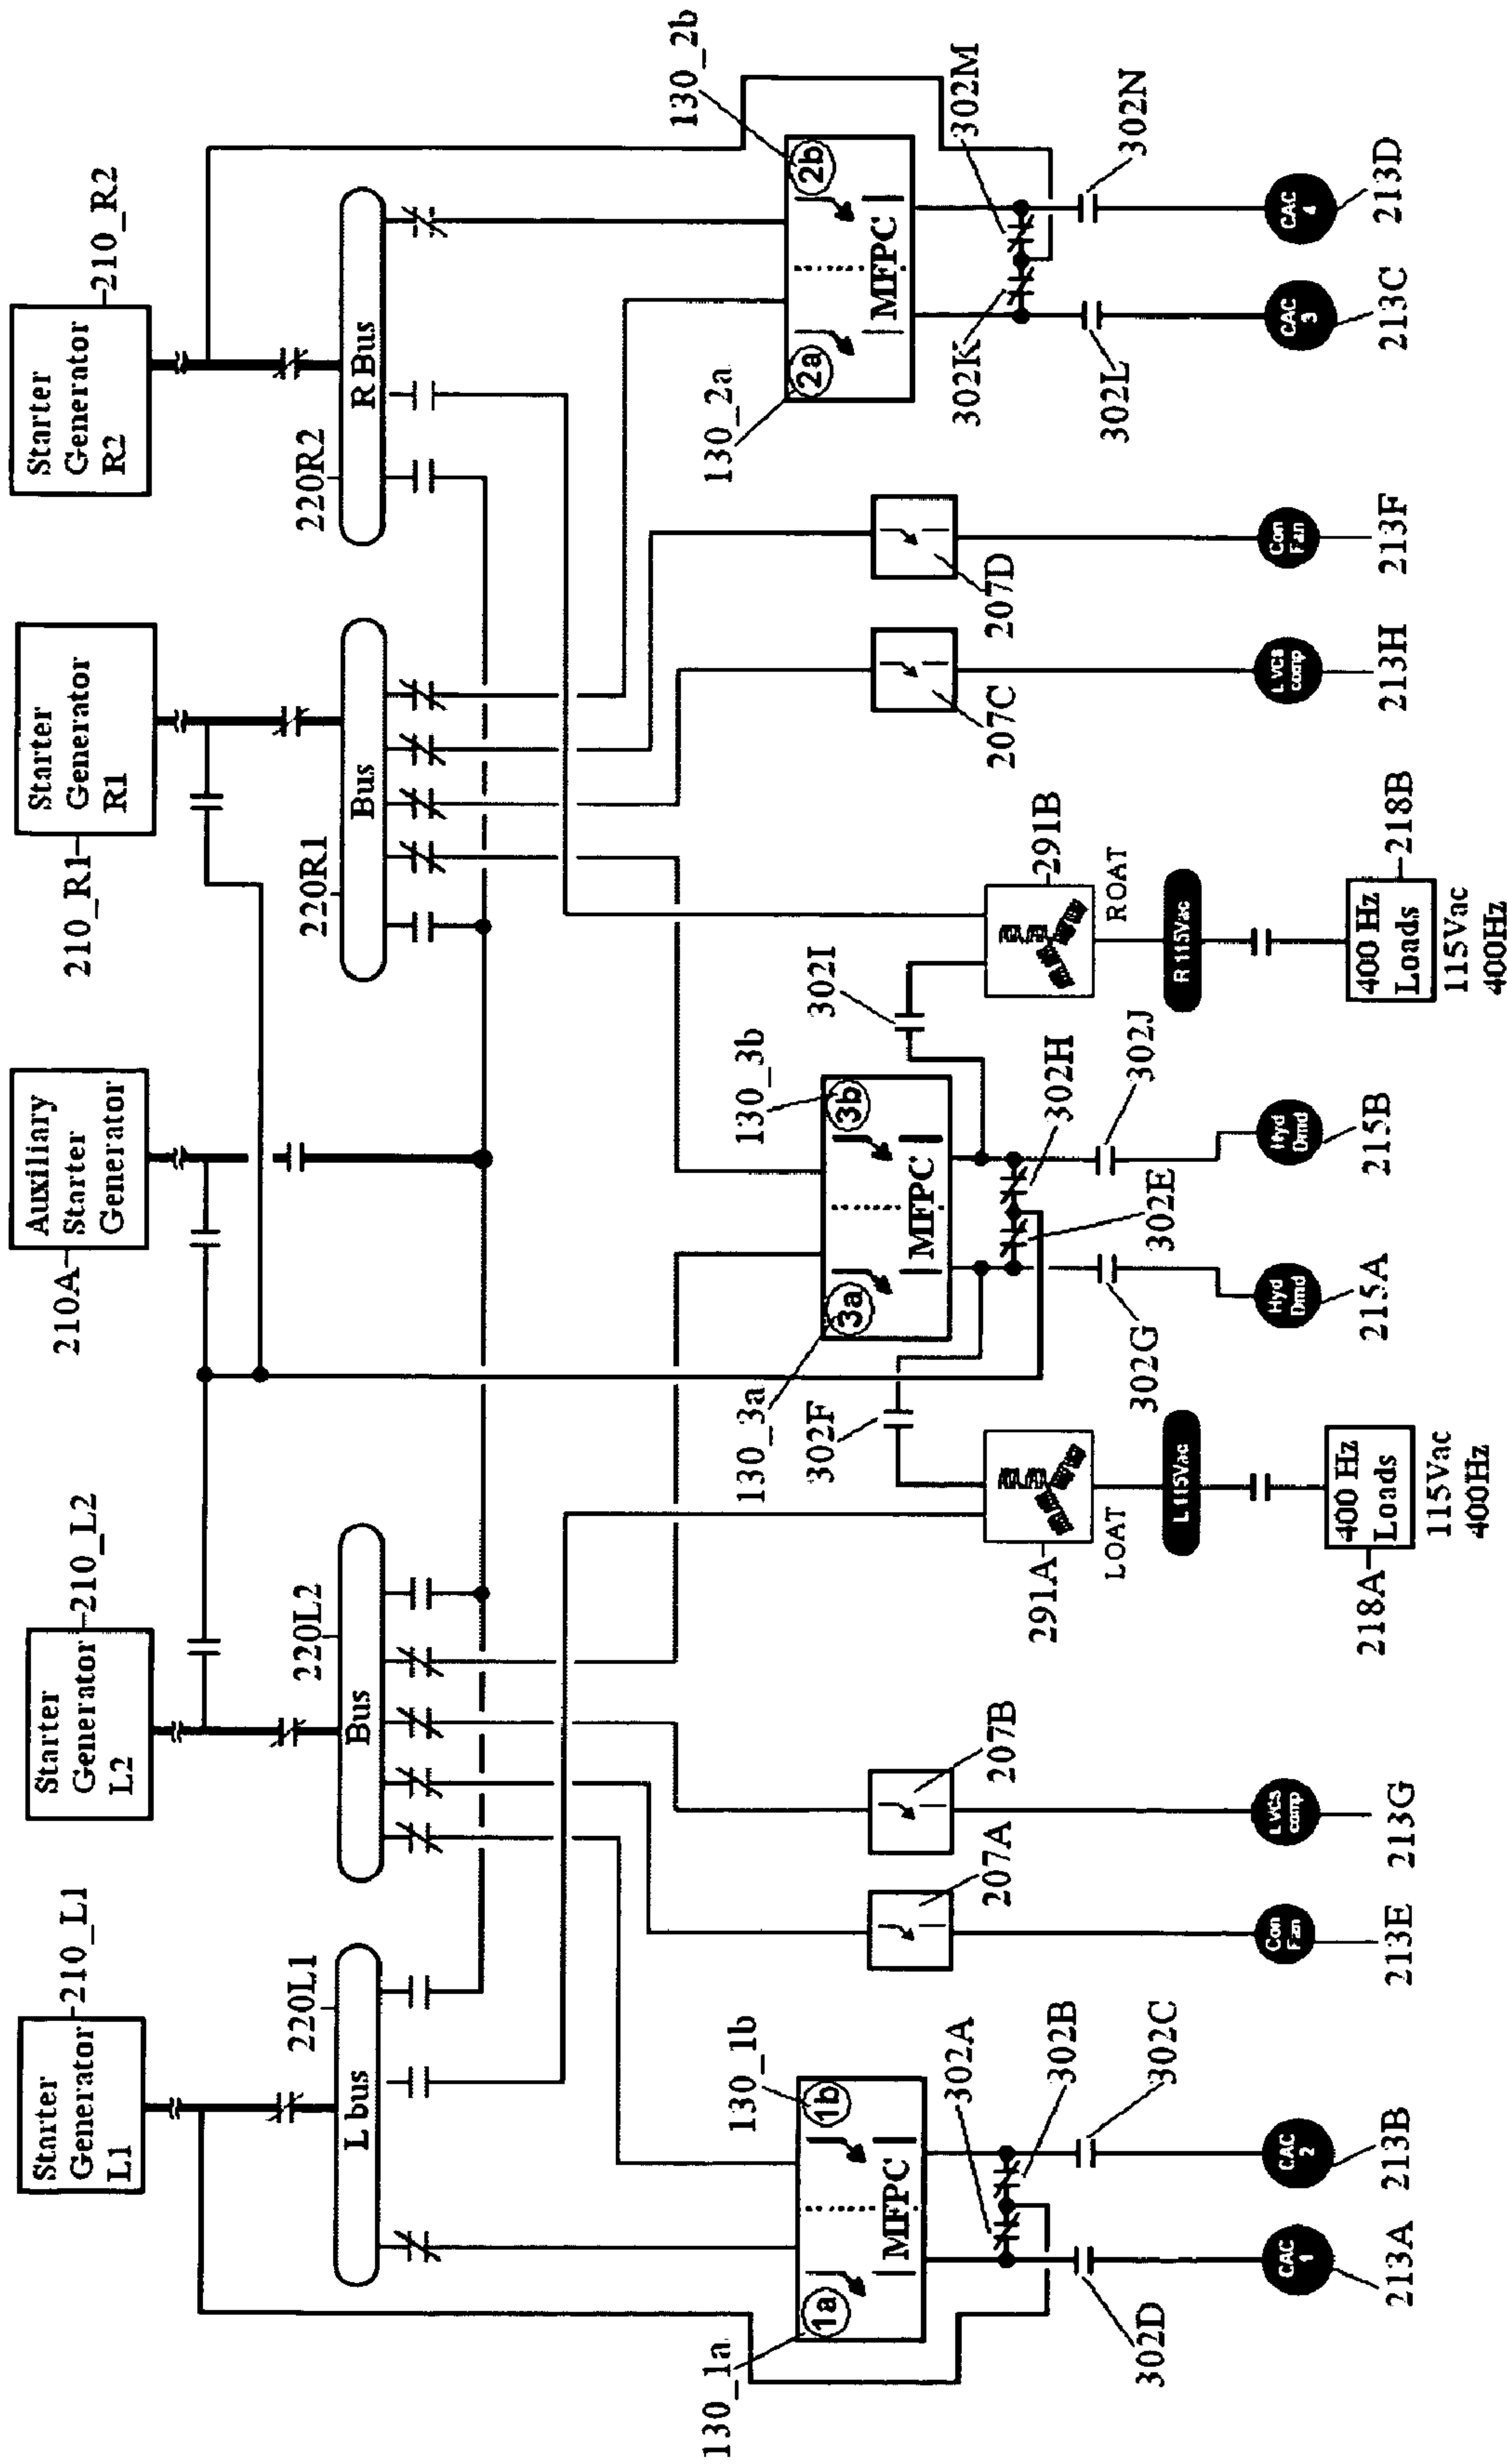 Starter
Generator
L1
210_L1
Starter
Generator
L2
210_L2
Auxiliary
Starter
Generator
210A
Starter
Generator
R1
210_R1
Starter
Generator
R2
210_R2
L bus
220L1
Bus
220L2
Bus
220R1
R Bus
220R2
1a
1b
MFPC
130_1a
130_1b
302A
302B
302C
302D
CAC
1
213A
CAC
2
213B
207A
207B
Con
Fan
213E
L VCS
comp
213G
3a
3b
MFPC
130_3a
130_3b
302F
302I
302H
302J
302E
302G
Hyd
Dmd
215A
Hyd
Dmd
215B
291A
LOAT
L 115Vac
400 Hz
Loads
218A
115Vac
400Hz
291B
ROAT
R 115Vac
400 Hz
Loads
218B
115Vac
400Hz
207C
207D
L VCS
comp
213H
Con
Fan
213F
2a
2b
MFPC
130_2a
130_2b
302K
302L
302M
302N
CAC
3
213C
CAC
4
213D